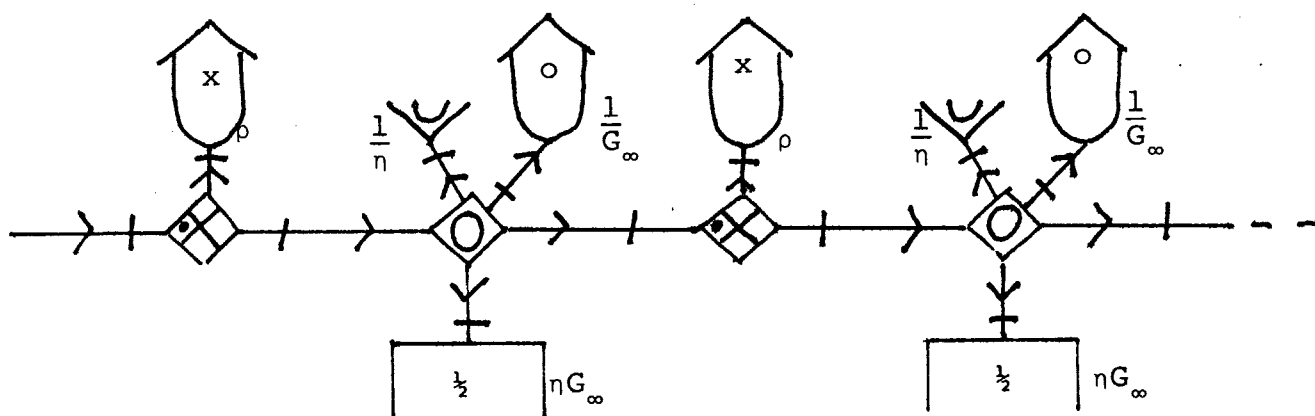 x o x o
ρ 1/η 1/G∞ ρ 1/η 1/G∞
½ ηG∞ ½ ηG∞